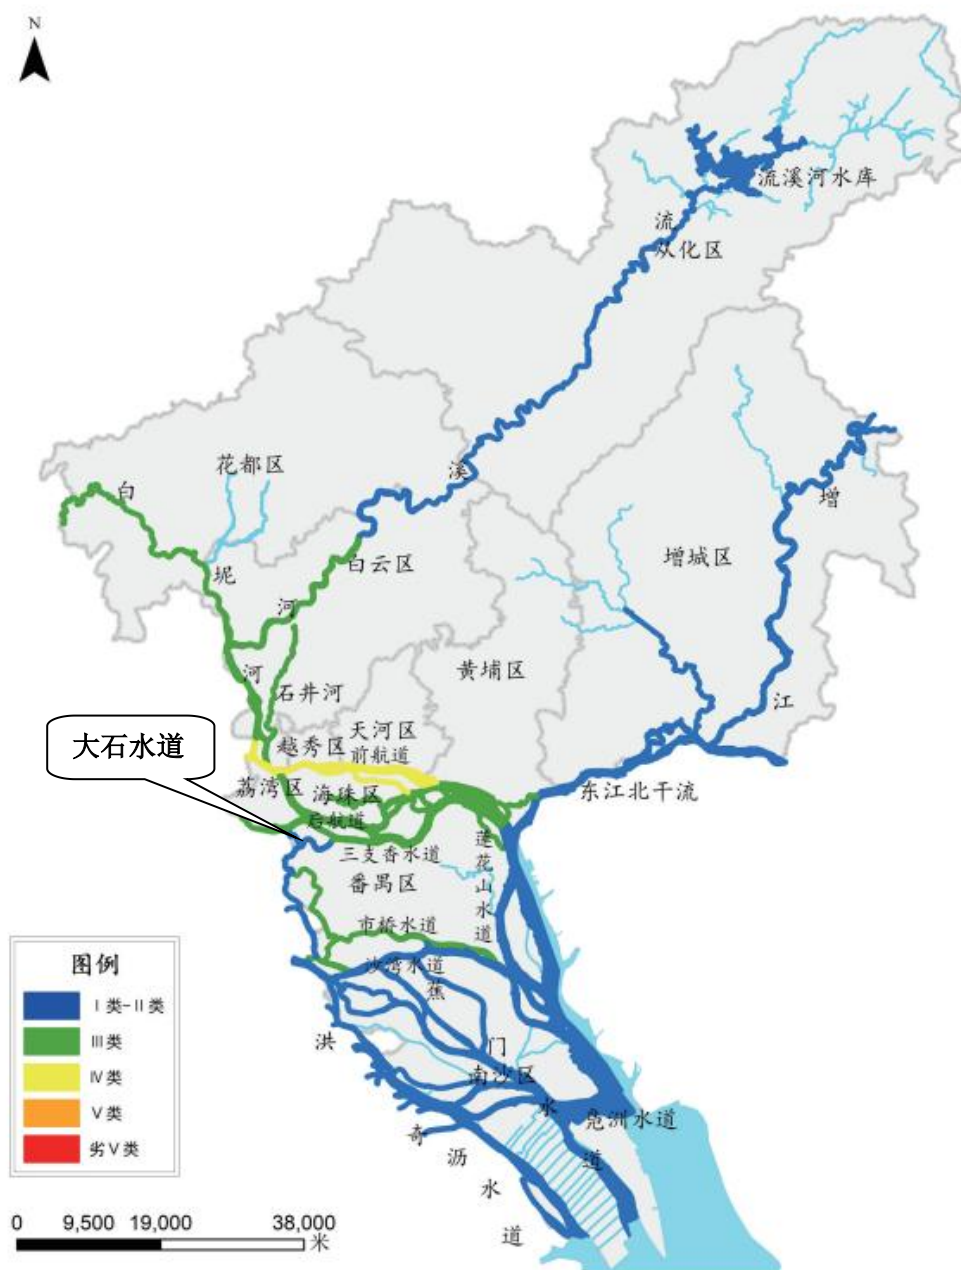 N
流溪河水库
流
从化区
溪
花都区
白
增
坭
白云区
增城区
河
河
石井河
黄埔区
江
大石水道
越秀区
天河区
前航道
荔湾区
海珠区
后航道
东江北干流
三支香水道
莲花山水道
番禺区
市桥水道
沙湾水道
蕉
洪
门
南沙区
水
凫洲水道
奇
道
沥
水
道
图例
Ⅰ类-Ⅱ类
Ⅲ类
Ⅳ类
Ⅴ类
劣Ⅴ类
0 9,500 19,000 38,000
米